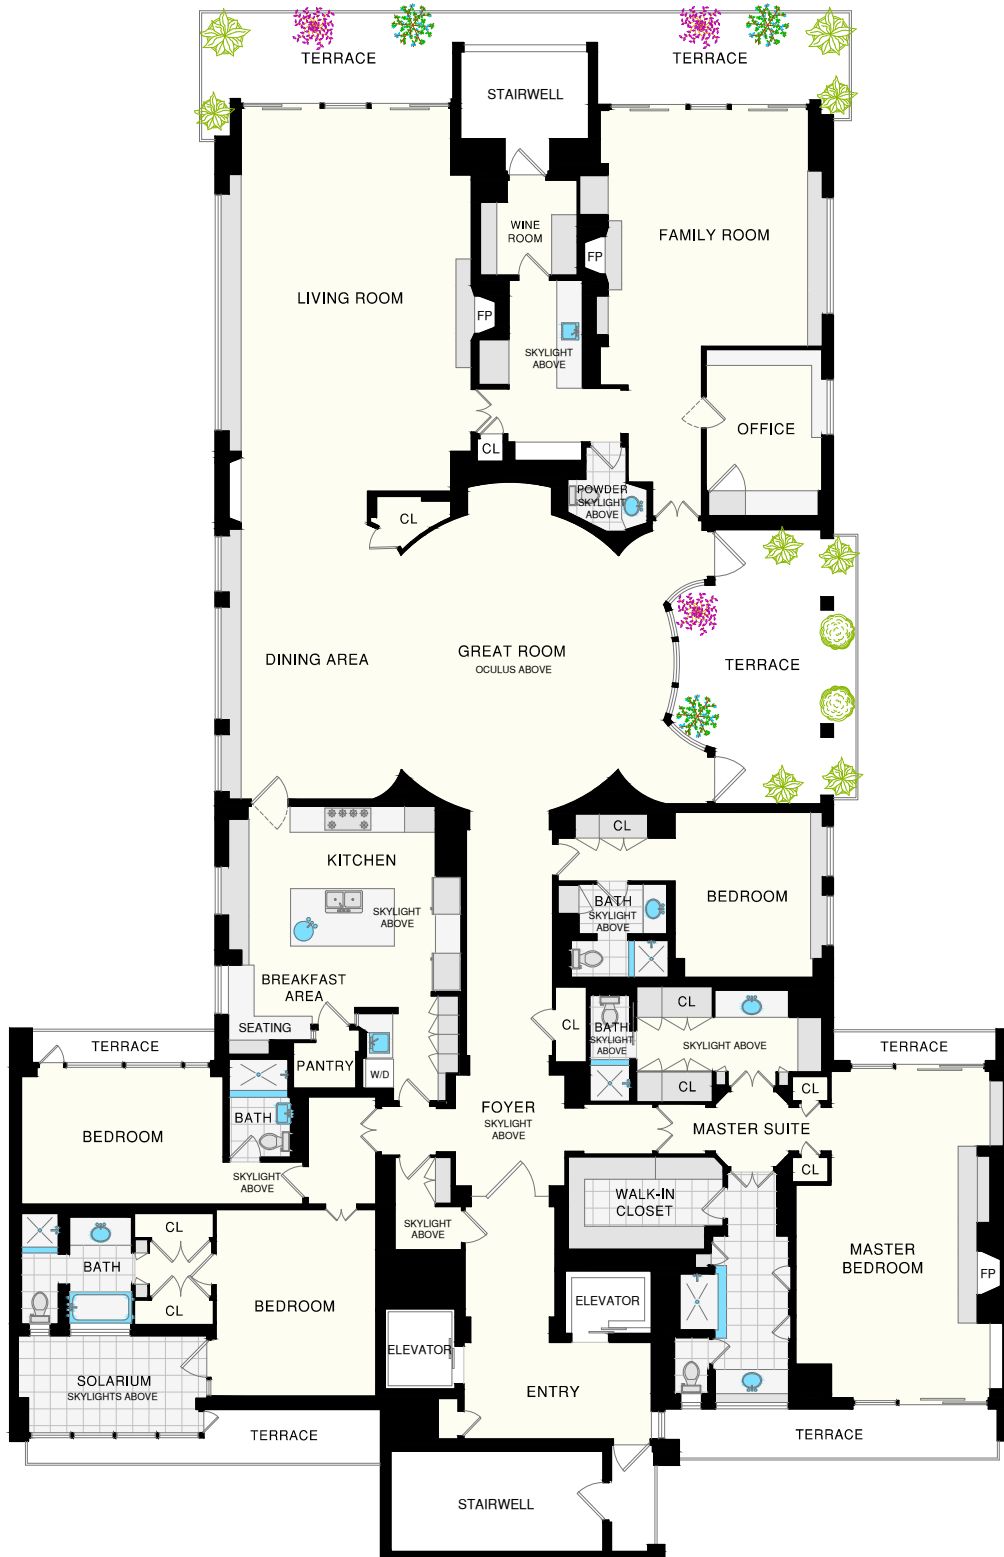 TERRACE
TERRACE
STAIRWELL
WINE
ROOM
FAMILY ROOM
FP
LIVING ROOM
FP
SKYLIGHT
ABOVE
OFFICE
CL
POWDER
SKYLIGHT
ABOVE
CL
GREAT ROOM
OCULUS ABOVE
DINING AREA
TERRACE
CL
KITCHEN
BEDROOM
BATH
SKYLIGHT
ABOVE
SKYLIGHT
ABOVE
BREAKFAST
AREA
SEATING
PANTRY
W/D
CL
BATH
SKYLIGHT
ABOVE
CL
SKYLIGHT ABOVE
CL
TERRACE
TERRACE
CL
BEDROOM
BATH
FOYER
SKYLIGHT
ABOVE
MASTER SUITE
CL
SKYLIGHT
ABOVE
WALK-IN
CLOSET
SKYLIGHT
ABOVE
CL
BATH
CL
BEDROOM
MASTER
BEDROOM
FP
ELEVATOR
ELEVATOR
SOLARIUM
SKYLIGHTS ABOVE
ENTRY
TERRACE
TERRACE
STAIRWELL